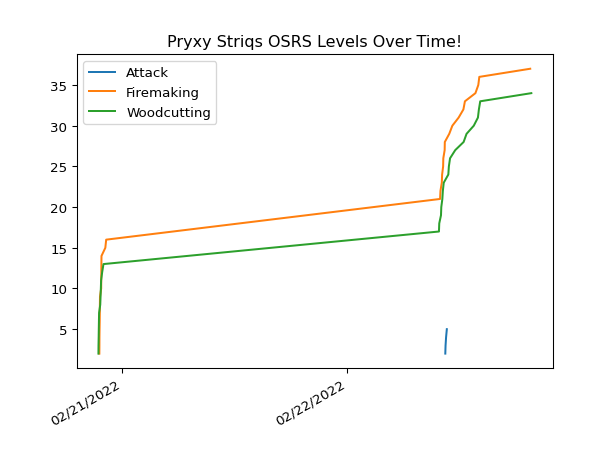 Pryxy Striqs OSRS Levels Over Time!
Attack
Firemaking
Woodcutting
35
30
25
20
15
10
5
02/21/2022
02/22/2022